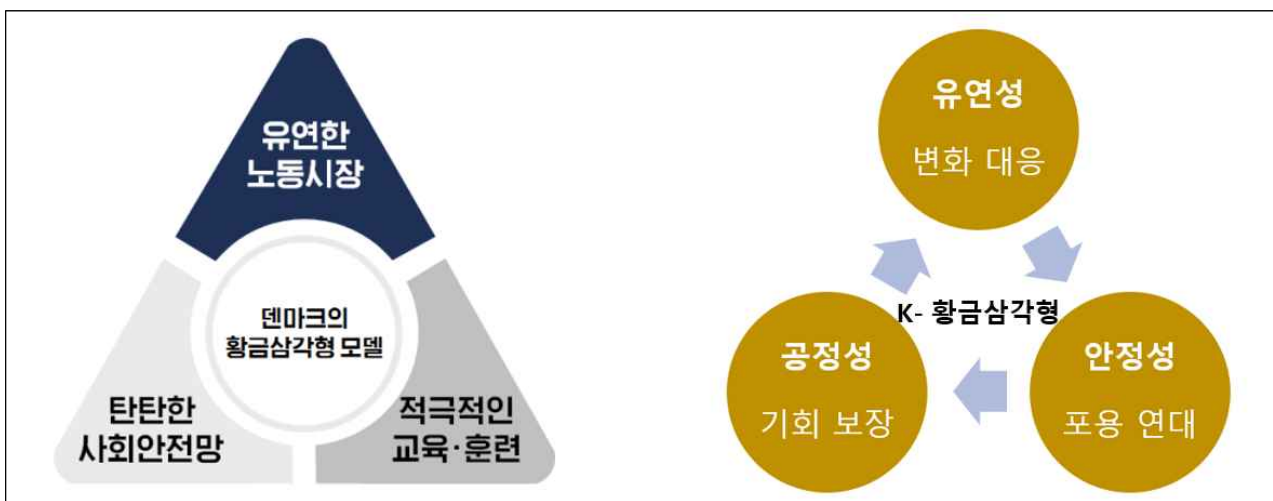 유연한
노동시장
덴마크의
황금삼각형 모델
탄탄한
사회안전망
적극적인
교육·훈련
유연성
변화 대응
K- 황금삼각형
공정성
기회 보장
안정성
포용 연대